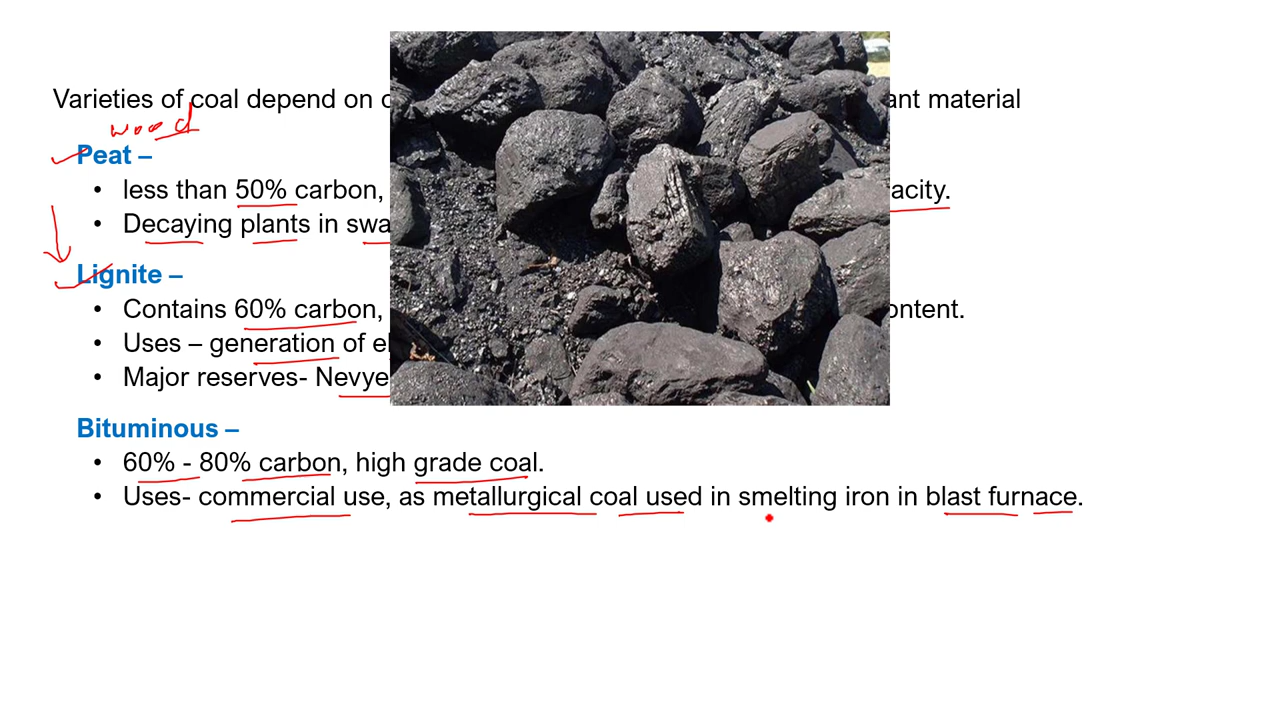 Varieties of coal depend on ant material
wood
Peat –
• less than 50% carbon, acity.
• Decaying plants in swa
Lignite –
• Contains 60% carbon, ontent.
• Uses – generation of el
• Major reserves- Nevye
Bituminous –
• 60% - 80% carbon, high grade coal.
• Uses- commercial use, as metallurgical coal used in smelting iron in blast furnace.